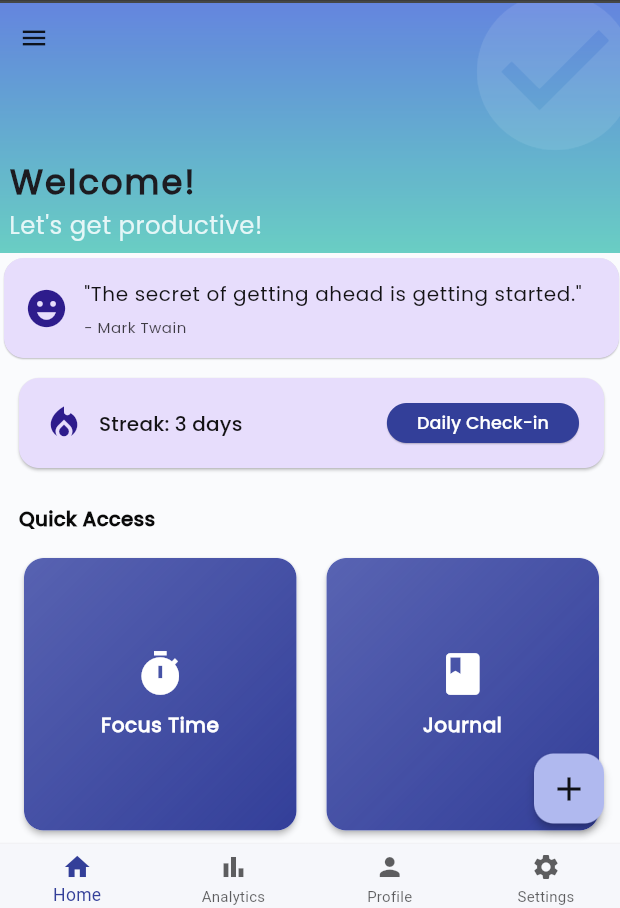 Welcome!
Let's get productive!
"The secret of getting ahead is getting started."
- Mark Twain
Streak: 3 days
Daily Check-in
Quick Access
Focus Time
Journal
Home
Analytics
Profile
Settings